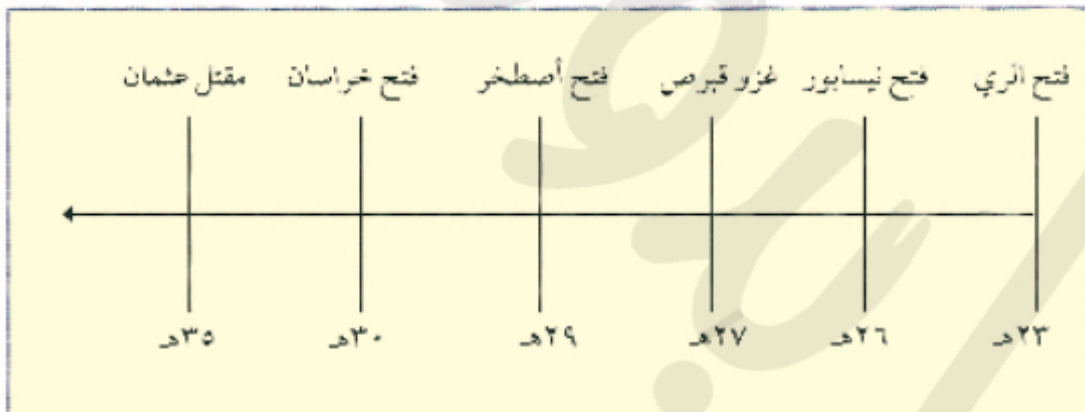 فتح الري فتح نيسابور غزو قبرص فتح أصطخر فتح خراسان مقتل عثمان
٢٣هـ ٢٦هـ ٢٧هـ ٢٩هـ ٣٠هـ ٣٥هـ